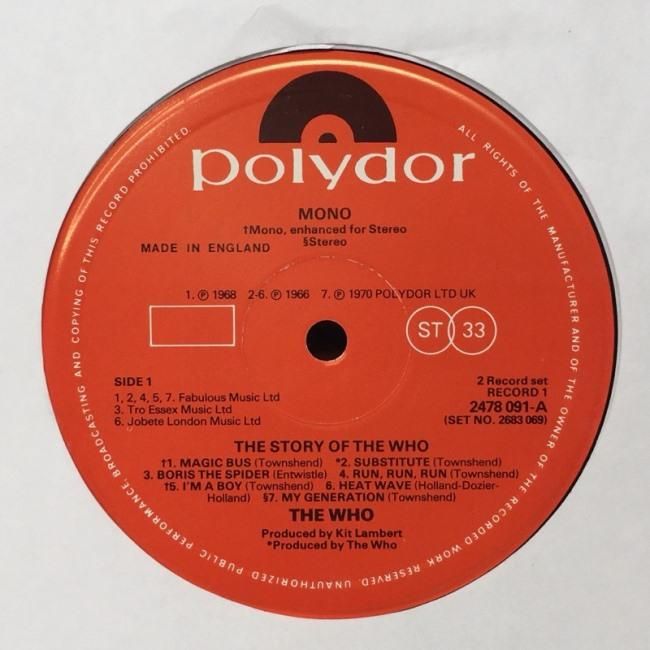 polydor
MONO
†Mono, enhanced for Stereo
§Stereo
MADE IN ENGLAND
1. ℗ 1968 2-6. ℗ 1966 7. ℗ 1970 POLYDOR LTD UK
ST 33
SIDE 1
1, 2, 4, 5, 7. Fabulous Music Ltd
3. Tro Essex Music Ltd
6. Jobete London Music Ltd
2 Record set
RECORD 1
2478 091-A
(SET NO. 2683 069)
THE STORY OF THE WHO
†1. MAGIC BUS (Townshend) *2. SUBSTITUTE (Townshend)
3. BORIS THE SPIDER (Entwistle) 4. RUN, RUN, RUN (Townshend)
†5. I'M A BOY (Townshend) 6. HEAT WAVE (Holland-Dozier-
Holland) §7. MY GENERATION (Townshend)
THE WHO
Produced by Kit Lambert
*Produced by The Who
ALL RIGHTS OF THE MANUFACTURER AND OF THE OWNER OF THE RECORDED WORK RESERVED. UNAUTHORIZED PUBLIC PERFORMANCE, BROADCASTING AND COPYING OF THIS RECORD PROHIBITED